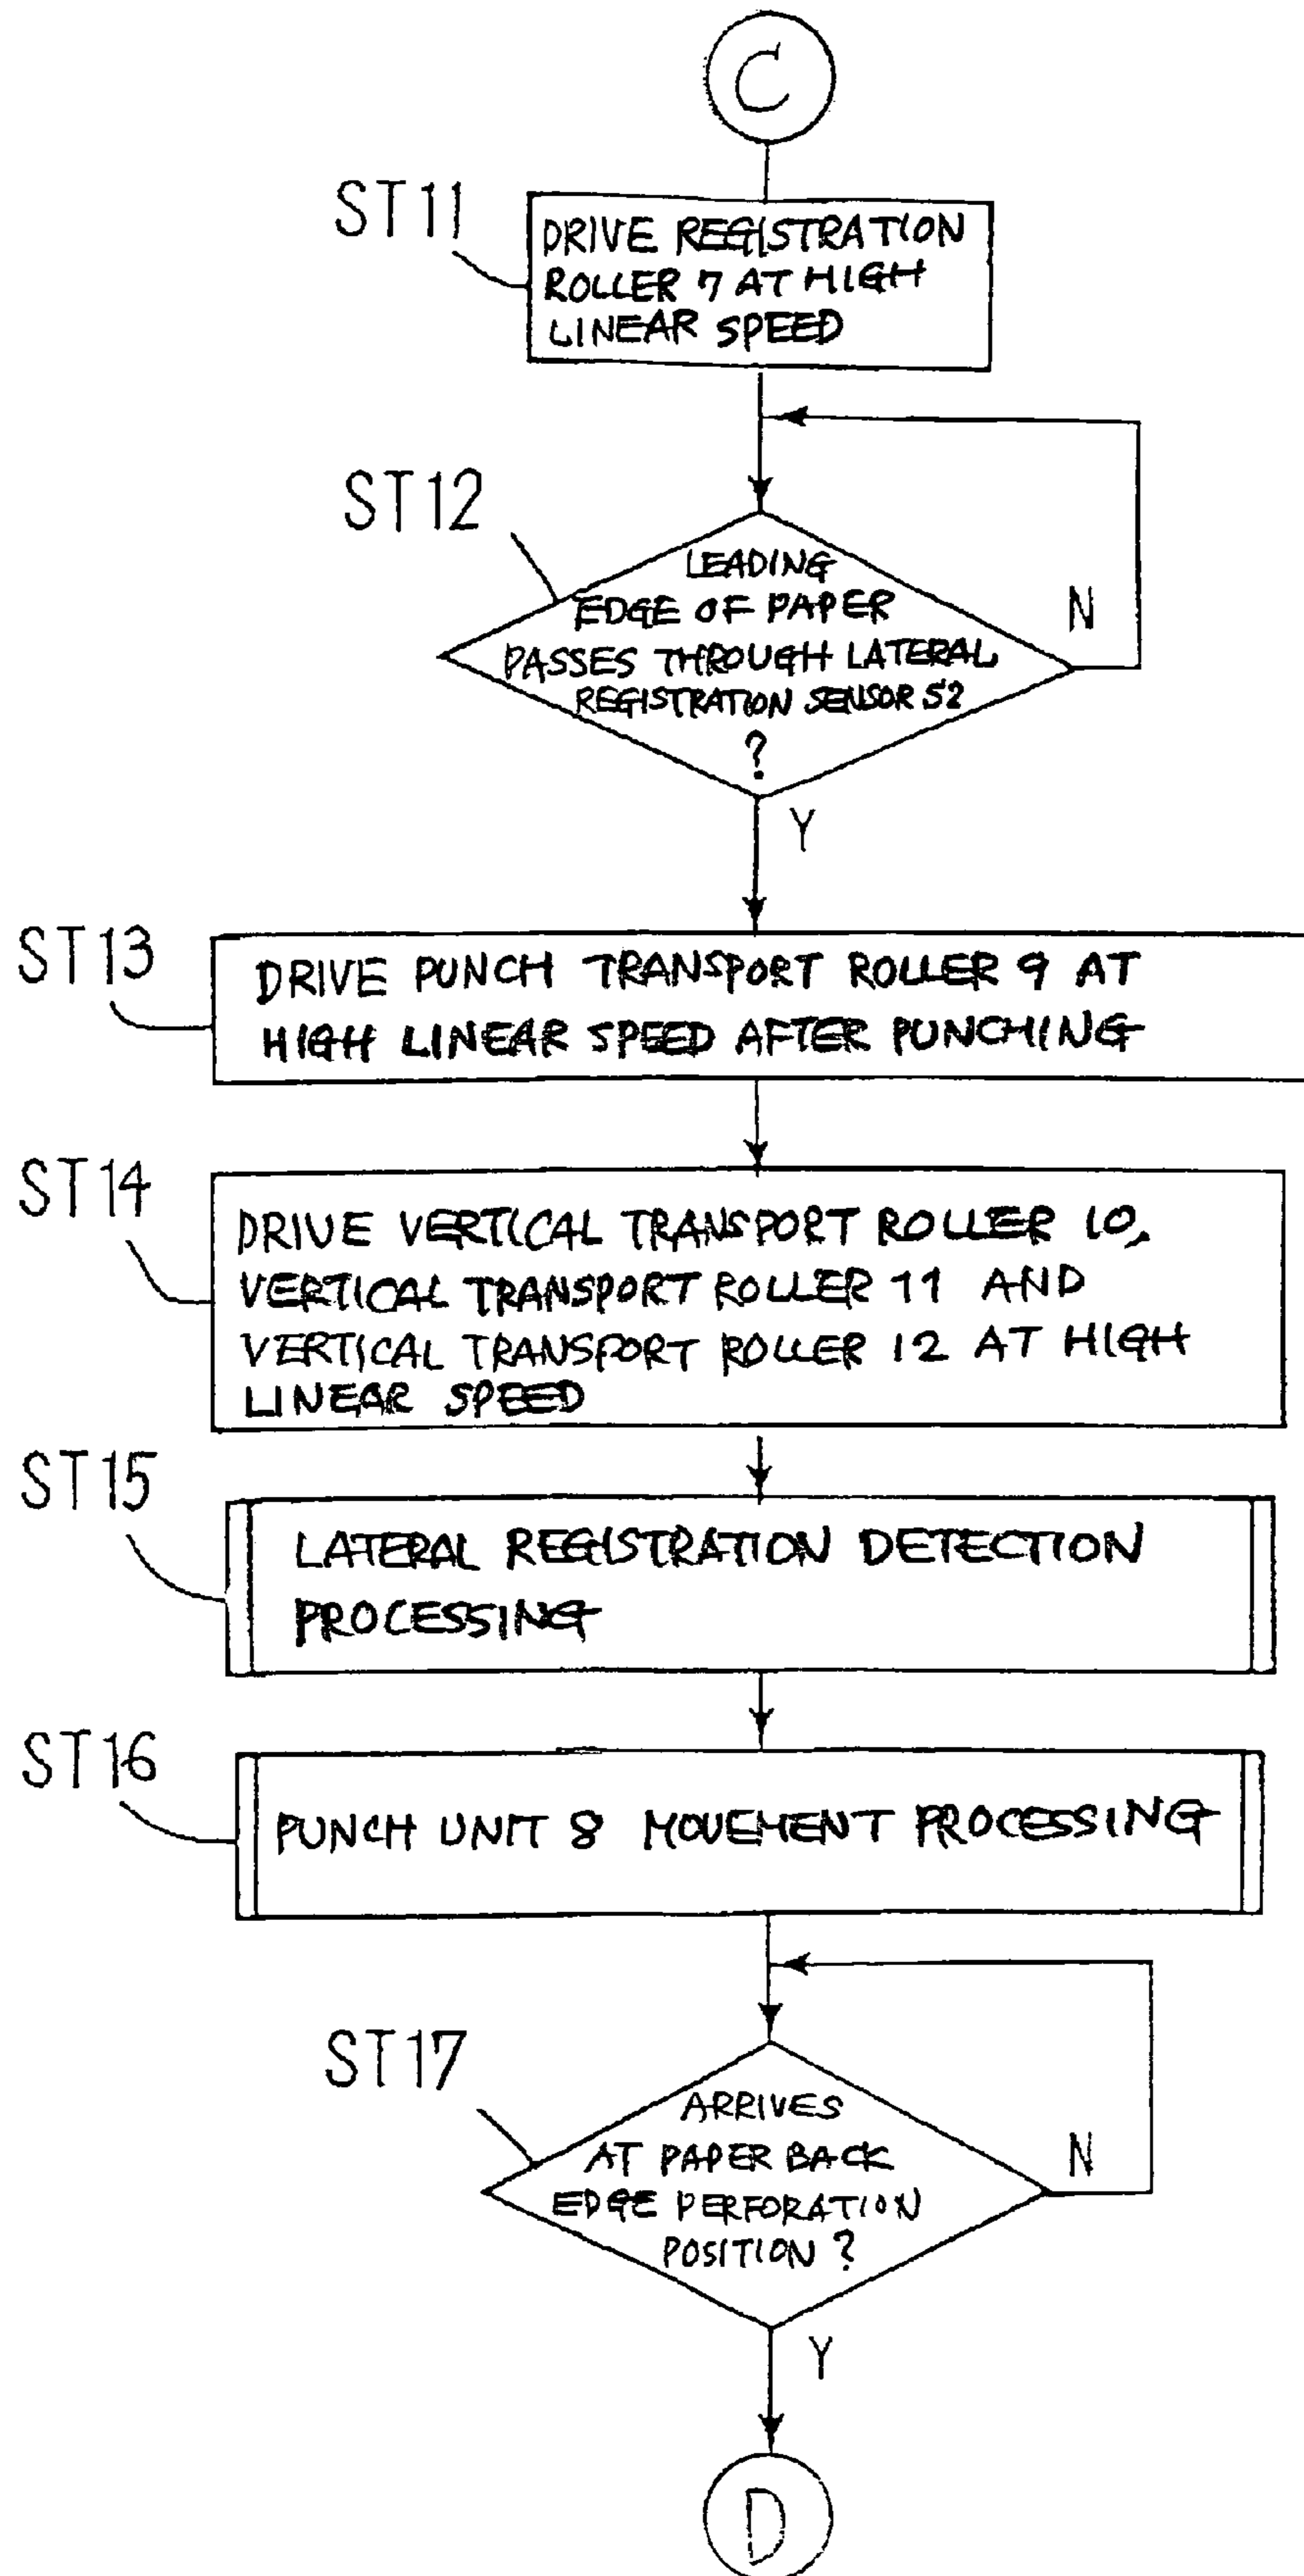 C
ST11
DRIVE REGISTRATION
ROLLER 7 AT HIGH
LINEAR SPEED
ST12
LEADING
EDGE OF PAPER
PASSES THROUGH LATERAL
REGISTRATION SENSOR 52
?
N
Y
ST13
DRIVE PUNCH TRANSPORT ROLLER 9 AT
HIGH LINEAR SPEED AFTER PUNCHING
ST14
DRIVE VERTICAL TRANSPORT ROLLER 10,
VERTICAL TRANSPORT ROLLER 11 AND
VERTICAL TRANSPORT ROLLER 12 AT HIGH
LINEAR SPEED
ST15
LATERAL REGISTRATION DETECTION
PROCESSING
ST16
PUNCH UNIT 8 MOVEMENT PROCESSING
ST17
ARRIVES
AT PAPER BACK
EDGE PERFORATION
POSITION ?
N
Y
D